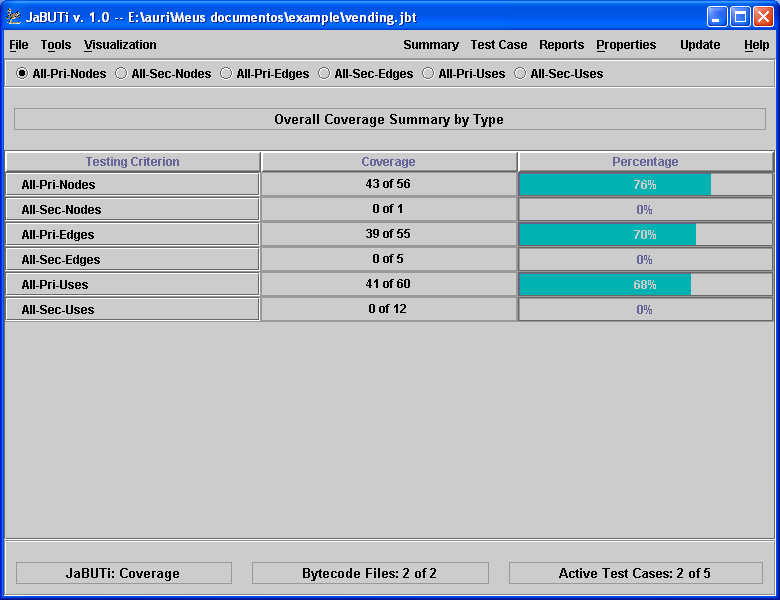 JaBUTi v. 1.0 -- E:\auri\Meus documentos\example\vending.jbt
File Tools Visualization Summary Test Case Reports Properties Update Help
All-Pri-Nodes All-Sec-Nodes All-Pri-Edges All-Sec-Edges All-Pri-Uses All-Sec-Uses
Overall Coverage Summary by Type
Testing Criterion Coverage Percentage
All-Pri-Nodes 43 of 56 76%
All-Sec-Nodes 0 of 1 0%
All-Pri-Edges 39 of 55 70%
All-Sec-Edges 0 of 5 0%
All-Pri-Uses 41 of 60 68%
All-Sec-Uses 0 of 12 0%
JaBUTi: Coverage Bytecode Files: 2 of 2 Active Test Cases: 2 of 5